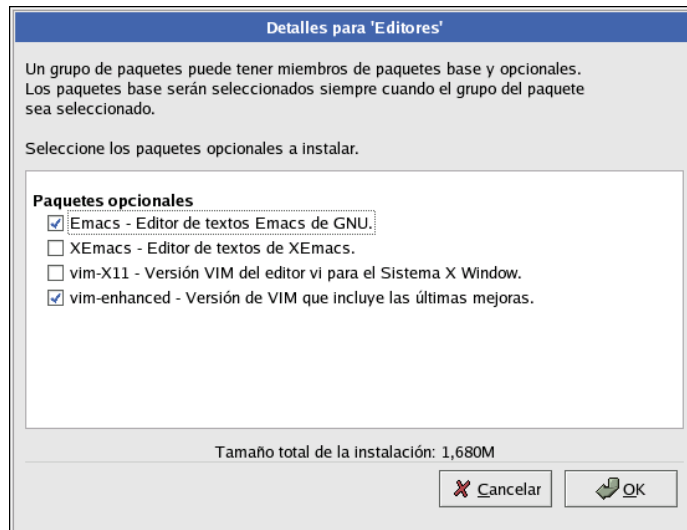 Detalles para 'Editores'
Un grupo de paquetes puede tener miembros de paquetes base y opcionales.
Los paquetes base serán seleccionados siempre cuando el grupo del paquete
sea seleccionado.
Seleccione los paquetes opcionales a instalar.
Paquetes opcionales
Emacs - Editor de textos Emacs de GNU.
XEmacs - Editor de textos de XEmacs.
vim-X11 - Versión VIM del editor vi para el Sistema X Window.
vim-enhanced - Versión de VIM que incluye las últimas mejoras.
Tamaño total de la instalación: 1,680M
Cancelar
OK